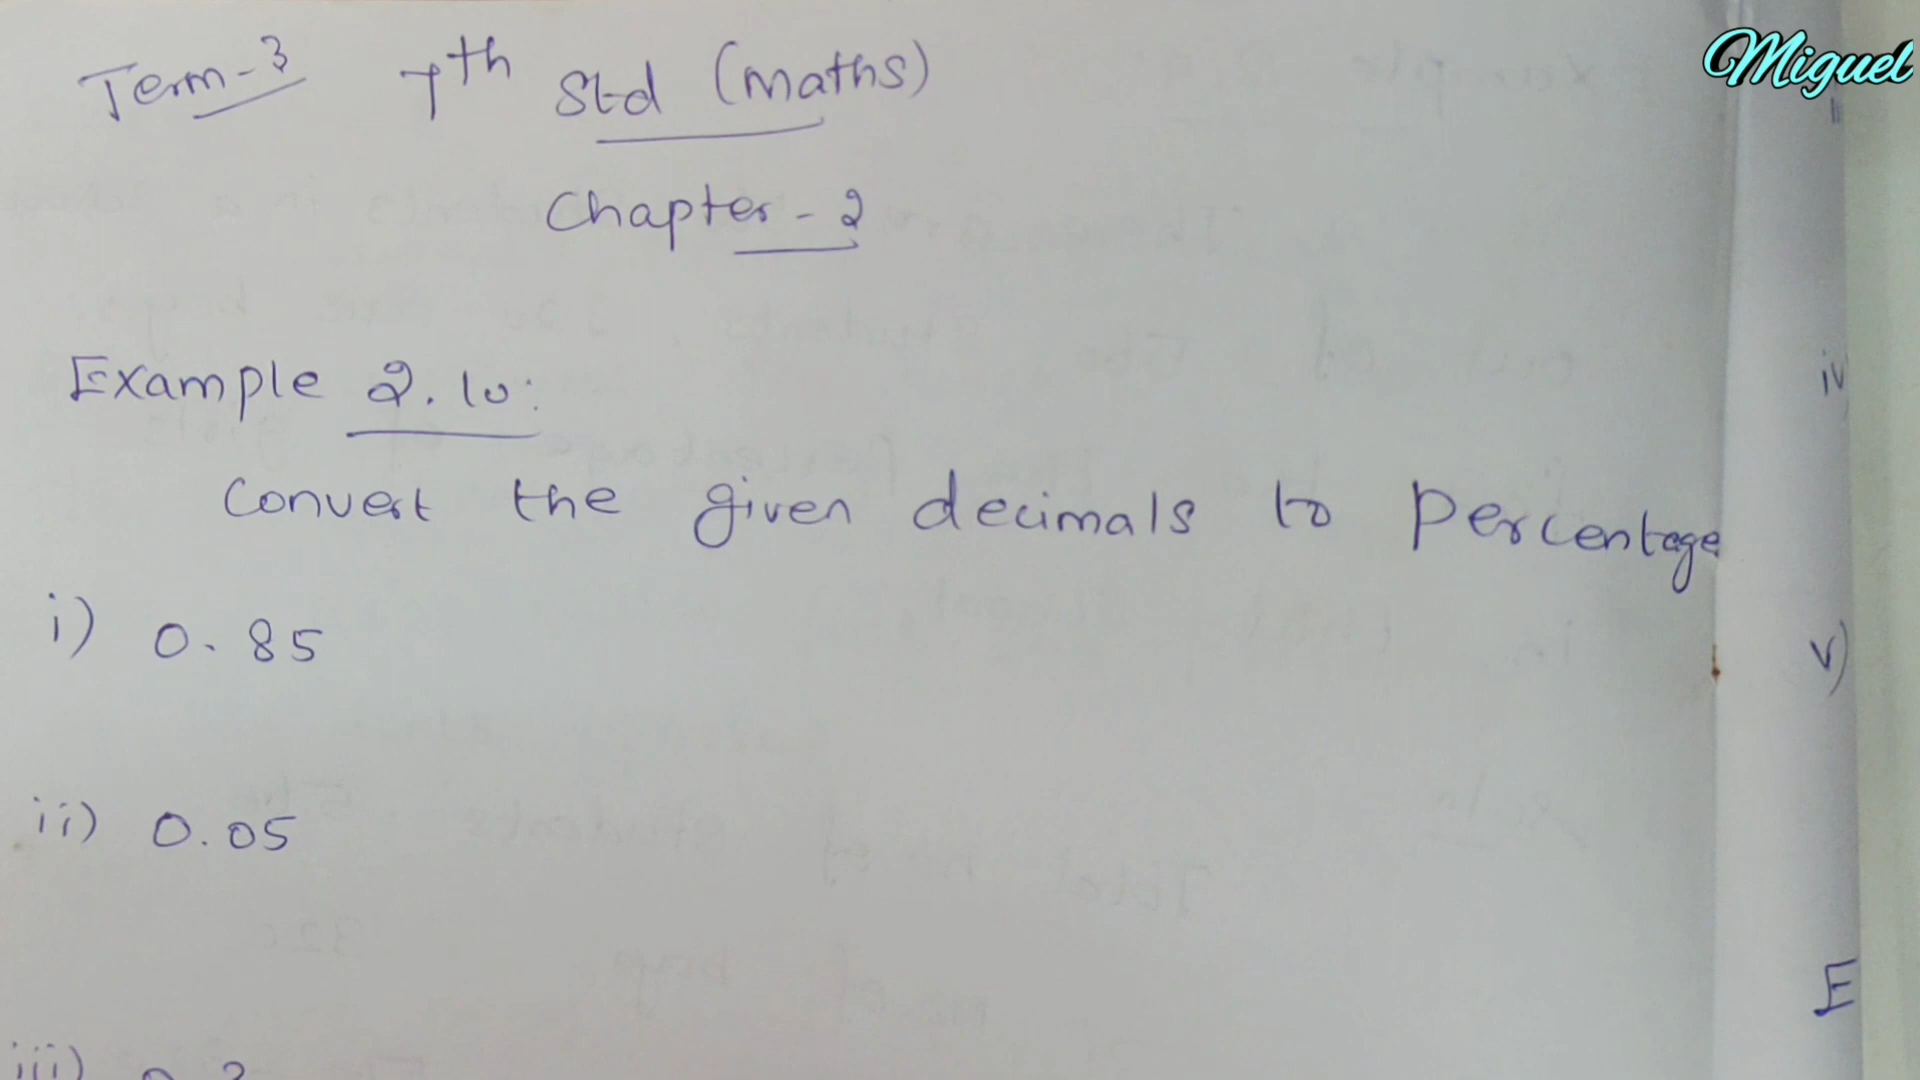 Miguel
Term-3 7th Std (Maths)
Chapter-2
Example 2.10:
Convert the given decimals to Percentage
i) 0.85
ii) 0.05
iii)
iv
v)
E